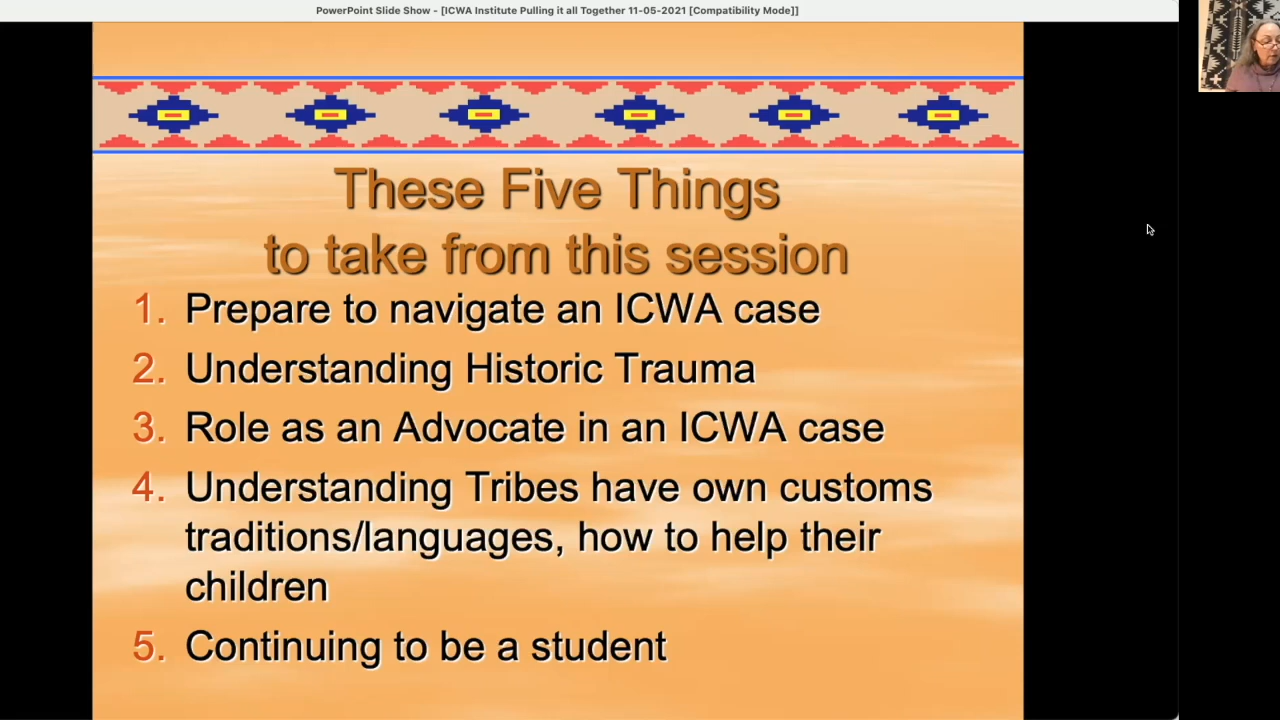 PowerPoint Slide Show - [ICWA Institute Pulling it all Together 11-05-2021 [Compatibility Mode]]
These Five Things
to take from this session
1. Prepare to navigate an ICWA case
2. Understanding Historic Trauma
3. Role as an Advocate in an ICWA case
4. Understanding Tribes have own customs
traditions/languages, how to help their
children
5. Continuing to be a student